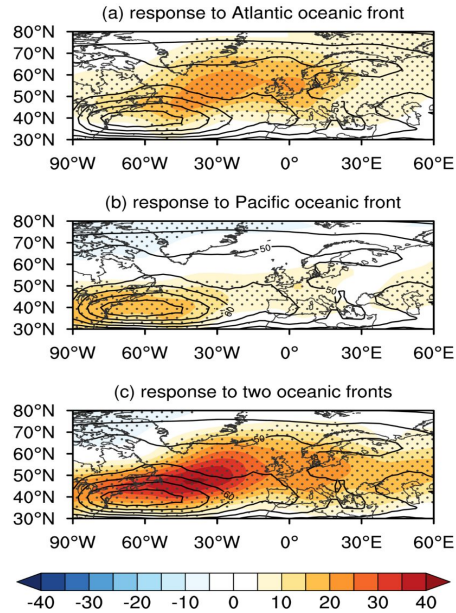 (a) response to Atlantic oceanic front
80°N
70°N
60°N
50°N
40°N
30°N
90°W 60°W 30°W 0° 30°E 60°E
(b) response to Pacific oceanic front
80°N
70°N
60°N
50°N
40°N
30°N
50
50
90°W 60°W 30°W 0° 30°E 60°E
(c) response to two oceanic fronts
80°N
70°N
60°N
50°N
40°N
30°N
50
90°W 60°W 30°W 0° 30°E 60°E
-40 -30 -20 -10 0 10 20 30 40